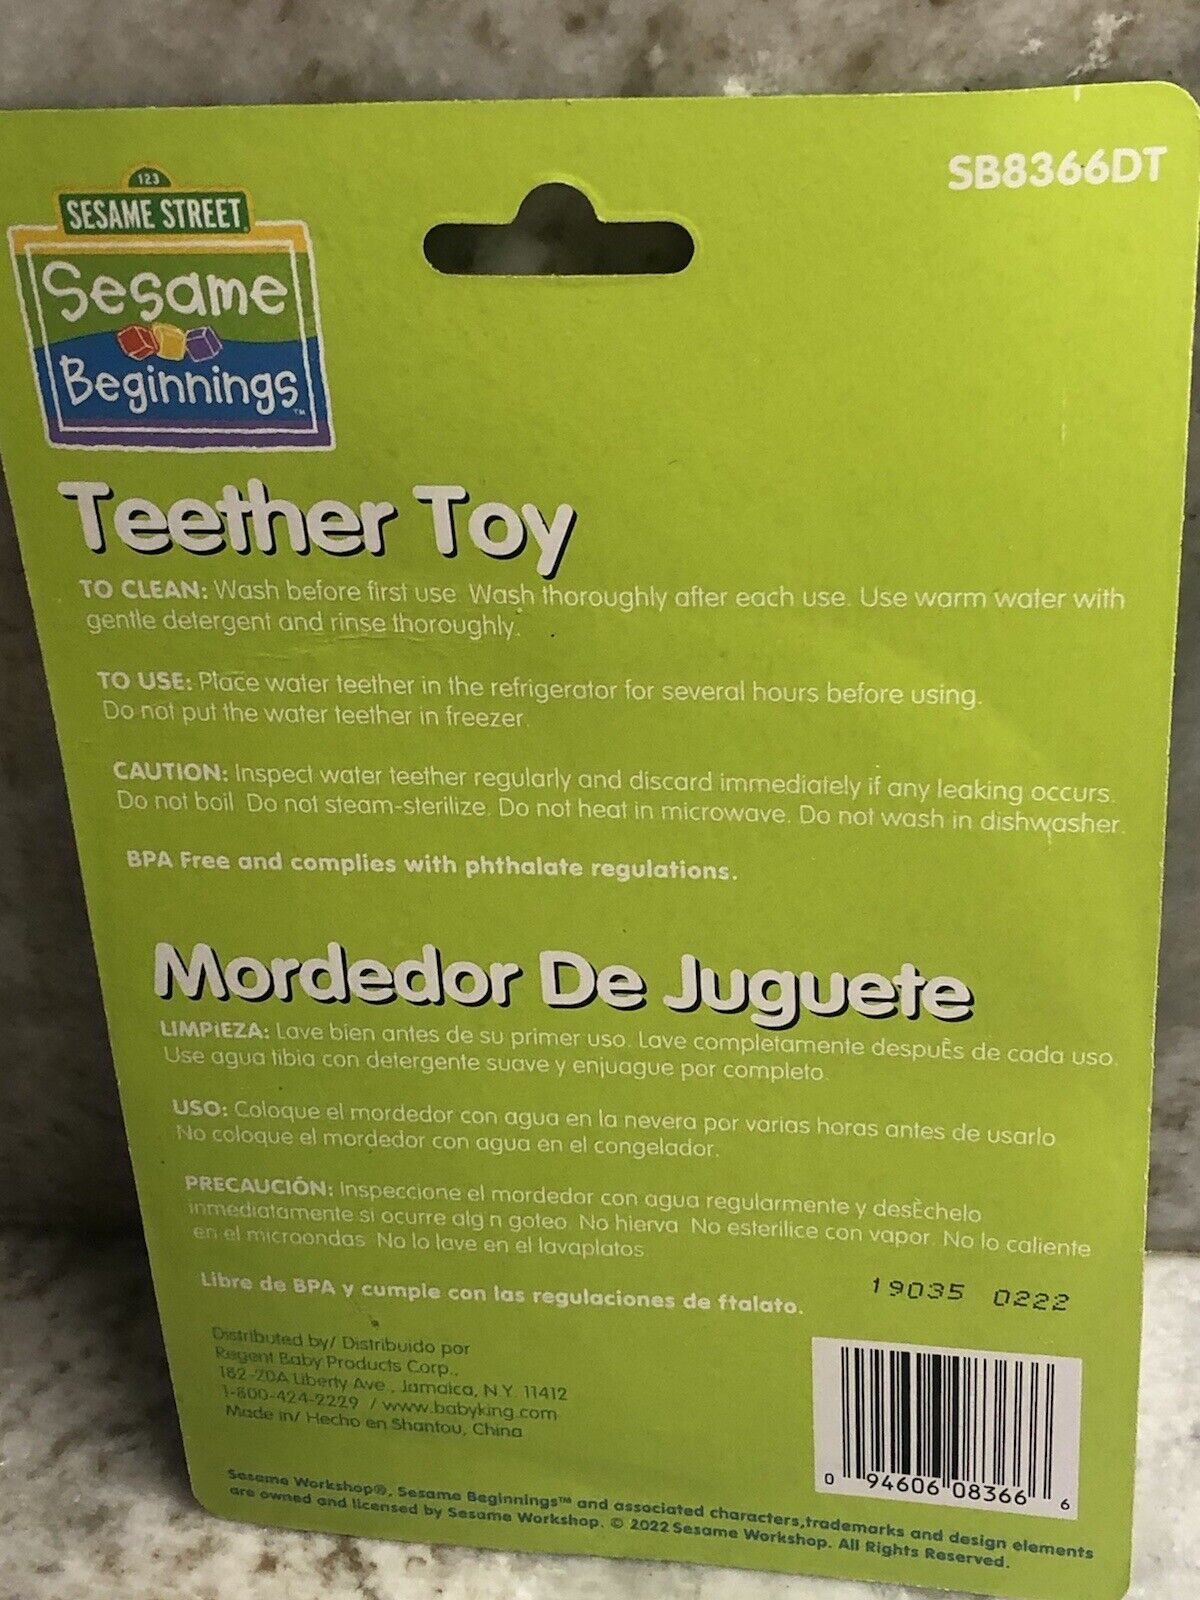 SB8366DT
123
SESAME STREET
Sesame
Beginnings™
Teether Toy
TO CLEAN: Wash before first use. Wash thoroughly after each use. Use warm water with
gentle detergent and rinse thoroughly.
TO USE: Place water teether in the refrigerator for several hours before using.
Do not put the water teether in freezer.
CAUTION: Inspect water teether regularly and discard immediately if any leaking occurs.
Do not boil. Do not steam-sterilize. Do not heat in microwave. Do not wash in dishwasher.
BPA Free and complies with phthalate regulations.
Mordedor De Juguete
LIMPiEZA: Lave bien antes de su primer uso. Lave completamente despuÈs de cada uso.
Use agua tibia con detergente suave y enjuague por completo.
USO: Coloque el mordedor con agua en la nevera por varias horas antes de usarlo
No coloque el mordedor con agua en el congelador.
PRECAUCIÓN: Inspeccione el mordedor con agua regularmente y desÈchelo
inmediatamente si ocurre alg n goteo. No hierva. No esterilice con vapor. No lo caliente
en el microondas. No lo lave en el lavaplatos.
Libre de BPA y cumple con las regulaciones de ftalato.
19035 0222
Distributed by/ Distribuido por
Regent Baby Products Corp.,
182-20A Liberty Ave., Jamaica, N.Y. 11412
1-800-424-2229 / www.babyking.com
Made in/ Hecho en Shantou, China
0 94606 08366 6
Sesame Workshop®, Sesame Beginnings™ and associated characters,trademarks and design elements
are owned and licensed by Sesame Workshop. © 2022 Sesame Workshop. All Rights Reserved.